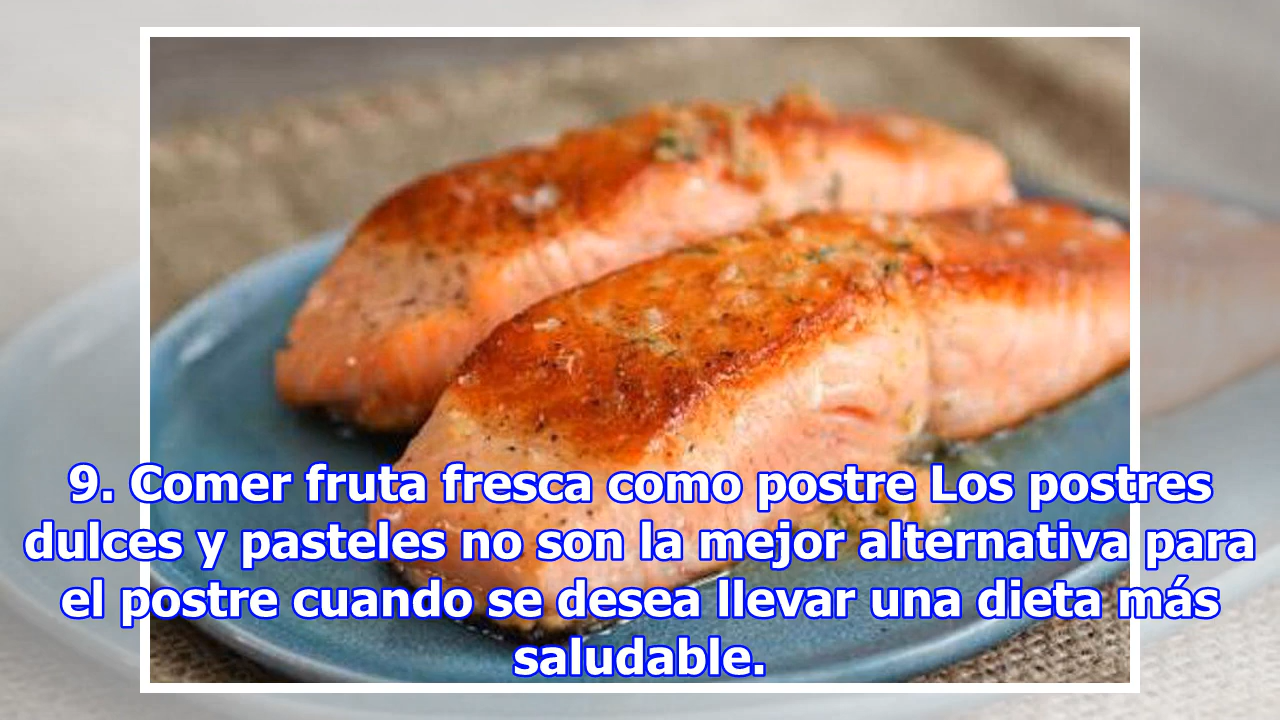 9. Comer fruta fresca como postre Los postres
dulces y pasteles no son la mejor alternativa para
el postre cuando se desea llevar una dieta más
saludable.